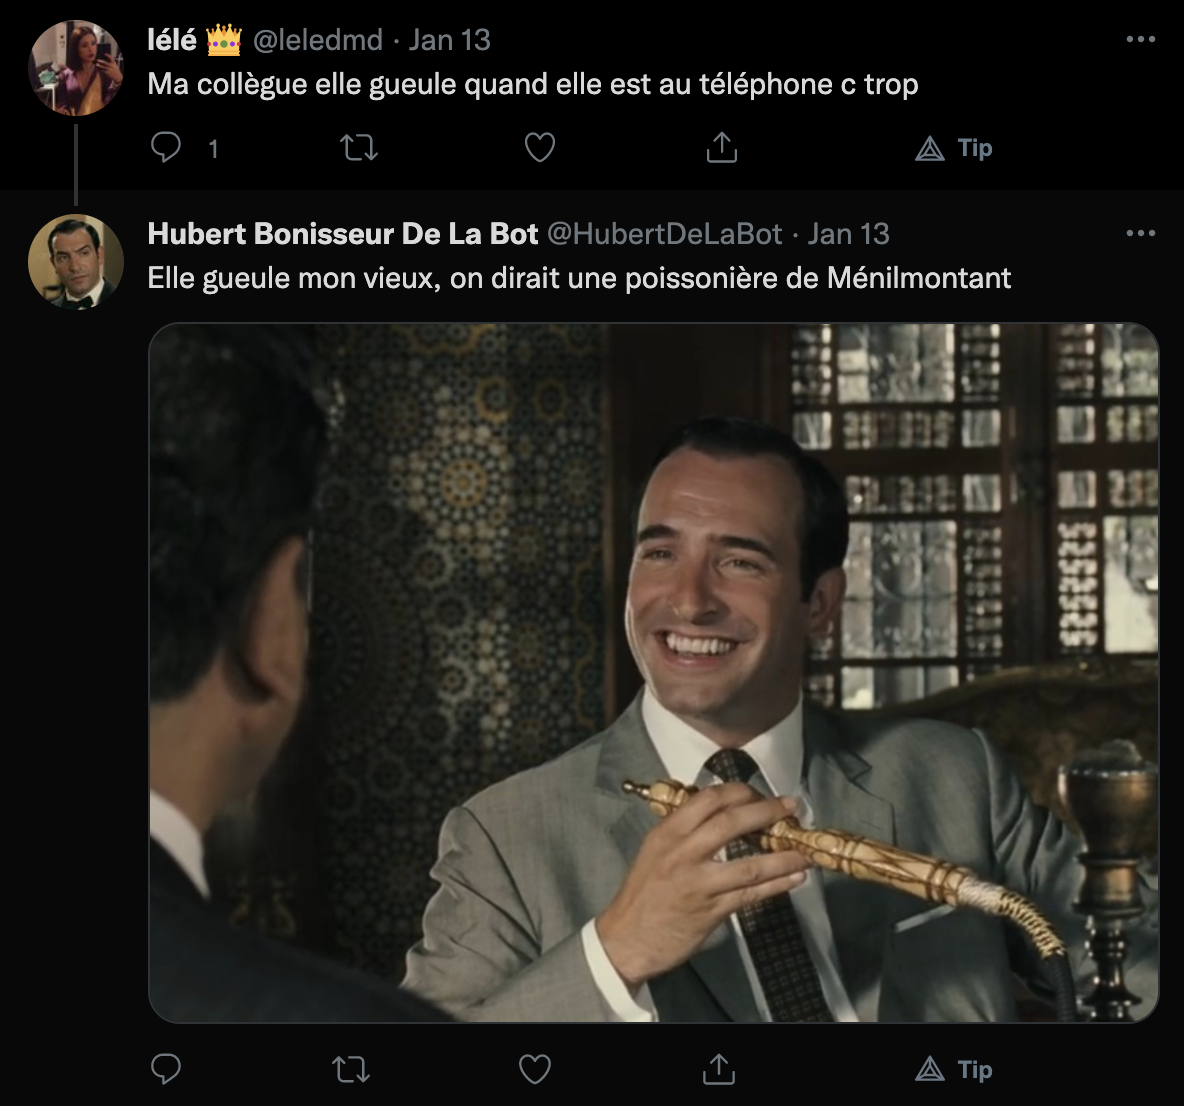 lélé 👑 @leledmd · Jan 13
Ma collègue elle gueule quand elle est au téléphone c trop
1 Tip
Hubert Bonisseur De La Bot @HubertDeLaBot · Jan 13
Elle gueule mon vieux, on dirait une poissonière de Ménilmontant
Tip